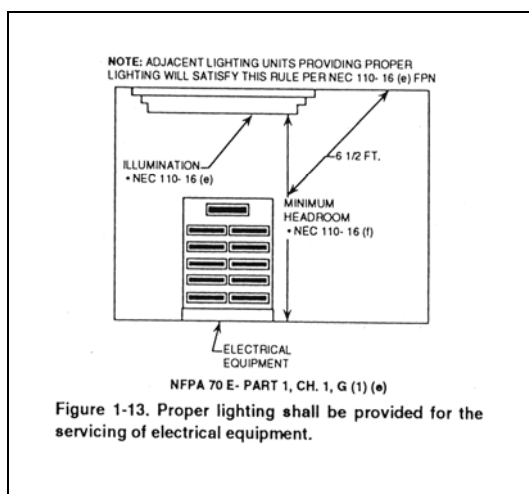 NOTE: ADJACENT LIGHTING UNITS PROVIDING PROPER
LIGHTING WILL SATISFY THIS RULE PER NEC 110- 16 (e) FPN
ILLUMINATION
• NEC 110- 16 (e)
6 1/2 FT.
MINIMUM
HEADROOM
• NEC 110- 16 (f)
ELECTRICAL
EQUIPMENT
NFPA 70 E- PART 1, CH. 1, G (1) (e)
Figure 1-13. Proper lighting shall be provided for the
servicing of electrical equipment.